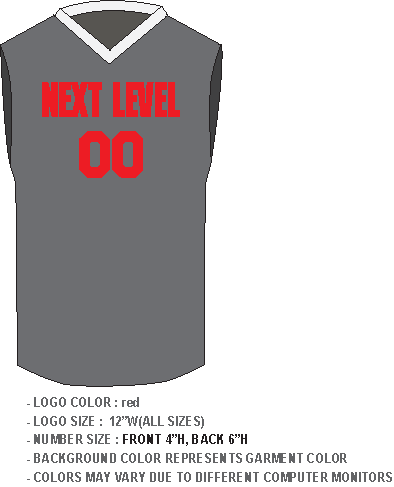 NEXT LEVEL
00
- LOGO COLOR : red
- LOGO SIZE : 12”W(ALL SIZES)
- NUMBER SIZE : FRONT 4”H, BACK 6”H
- BACKGROUND COLOR REPRESENTS GARMENT COLOR
- COLORS MAY VARY DUE TO DIFFERENT COMPUTER MONITORS